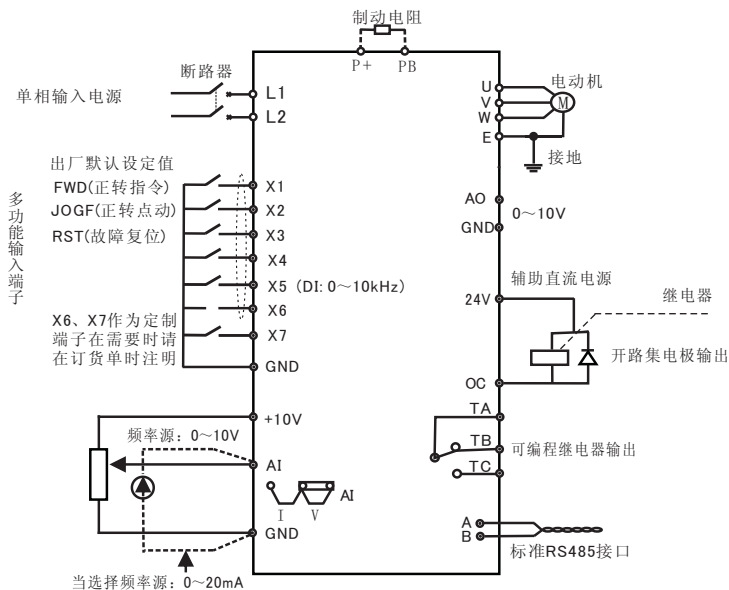 制动电阻
P+ PB
断路器
单相输入电源
L1
L2
U
V
W
E
电动机
M
接地
出厂默认设定值
FWD(正转指令)
JOGF(正转点动)
RST(故障复位)
多功能输入端子
X1
X2
X3
X4
X5 (DI: 0～10kHz)
X6
X7
GND
X6、X7作为定制
端子在需要时请
在订货单时注明
AO
0～10V
GND
辅助直流电源
24V
继电器
开路集电极输出
OC
TA
TB
TC
可编程继电器输出
+10V
频率源：0～10V
AI
I V AI
GND
当选择频率源：0～20mA
A
B
标准RS485接口